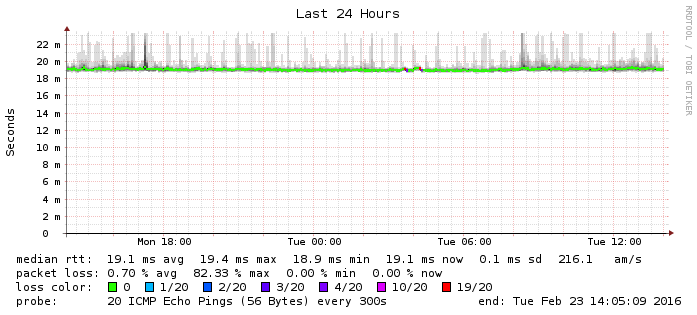 Last 24 Hours
RRDTOOL / TOBI OETIKER
Seconds
22 m
20 m
18 m
16 m
14 m
12 m
10 m
8 m
6 m
4 m
2 m
0
Mon 18:00 Tue 00:00 Tue 06:00 Tue 12:00
median rtt: 19.1 ms avg 19.4 ms max 18.9 ms min 19.1 ms now 0.1 ms sd 216.1 am/s
packet loss: 0.70 % avg 82.33 % max 0.00 % min 0.00 % now
loss color: 0 1/20 2/20 3/20 4/20 10/20 19/20
probe: 20 ICMP Echo Pings (56 Bytes) every 300s end: Tue Feb 23 14:05:09 2016